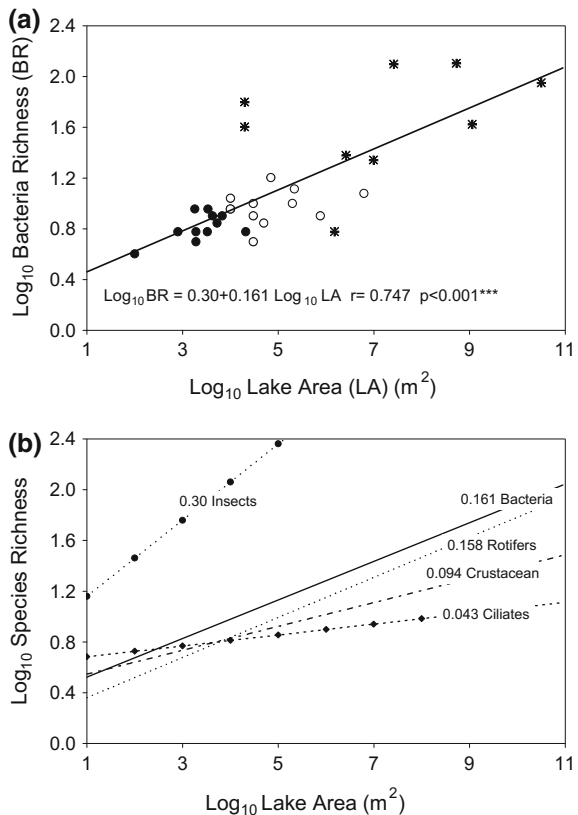 (a)
2.4
2.0
1.6
1.2
0.8
0.4
0.0
Log₁₀ Bacteria Richness (BR)
Log₁₀ BR = 0.30+0.161 Log₁₀ LA r= 0.747 p<0.001***
1 3 5 7 9 11
Log₁₀ Lake Area (LA) (m²)
(b)
2.4
2.0
1.6
1.2
0.8
0.4
0.0
Log₁₀ Species Richness
0.30 Insects
0.161 Bacteria
0.158 Rotifers
0.094 Crustacean
0.043 Ciliates
1 3 5 7 9 11
Log₁₀ Lake Area (m²)